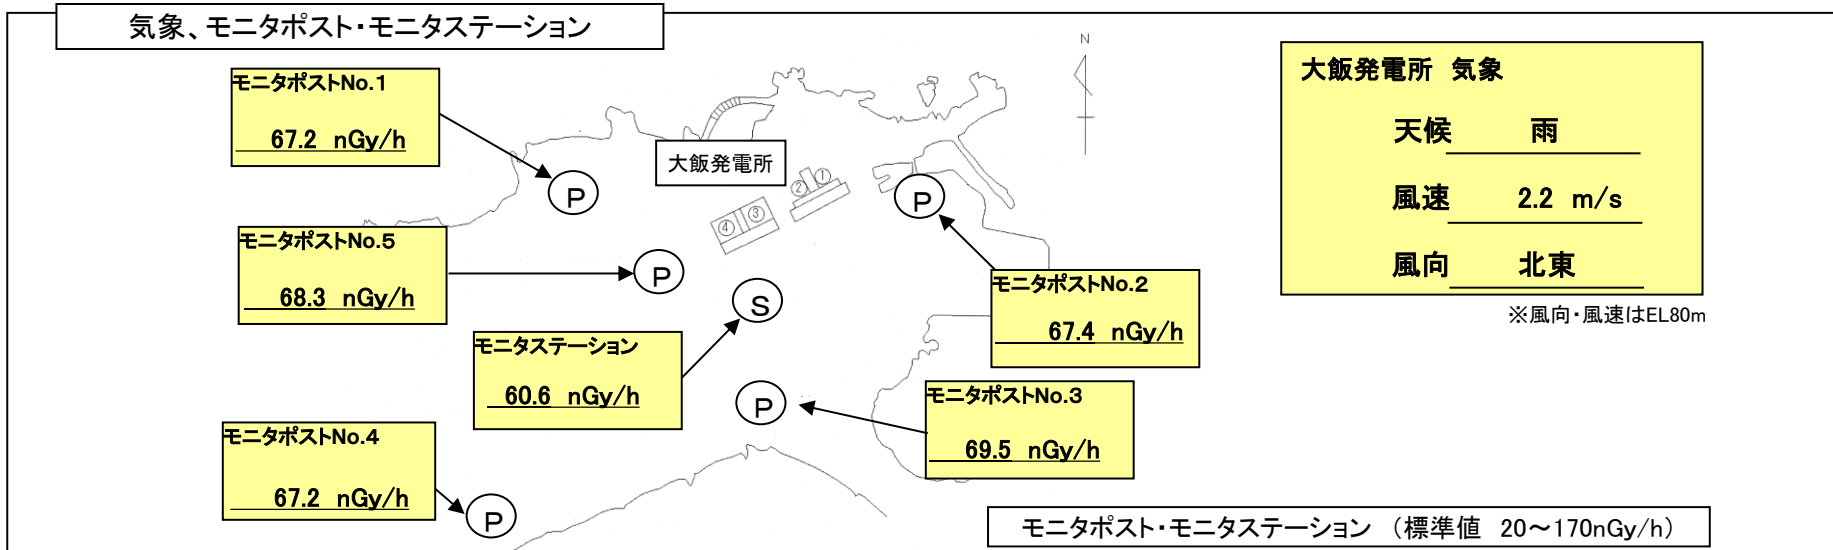 気象、モニタポスト・モニタステーション
N
モニタポストNo.1
67.2 nGy/h
大飯発電所
① ②
③ ④
P
P
モニタポストNo.5
68.3 nGy/h
P
S
モニタポストNo.2
67.4 nGy/h
モニタステーション
60.6 nGy/h
P
モニタポストNo.3
69.5 nGy/h
モニタポストNo.4
67.2 nGy/h
P
大飯発電所 気象
天候 雨
風速 2.2 m/s
風向 北東
※風向・風速はEL80m
モニタポスト・モニタステーション (標準値 20～170nGy/h)